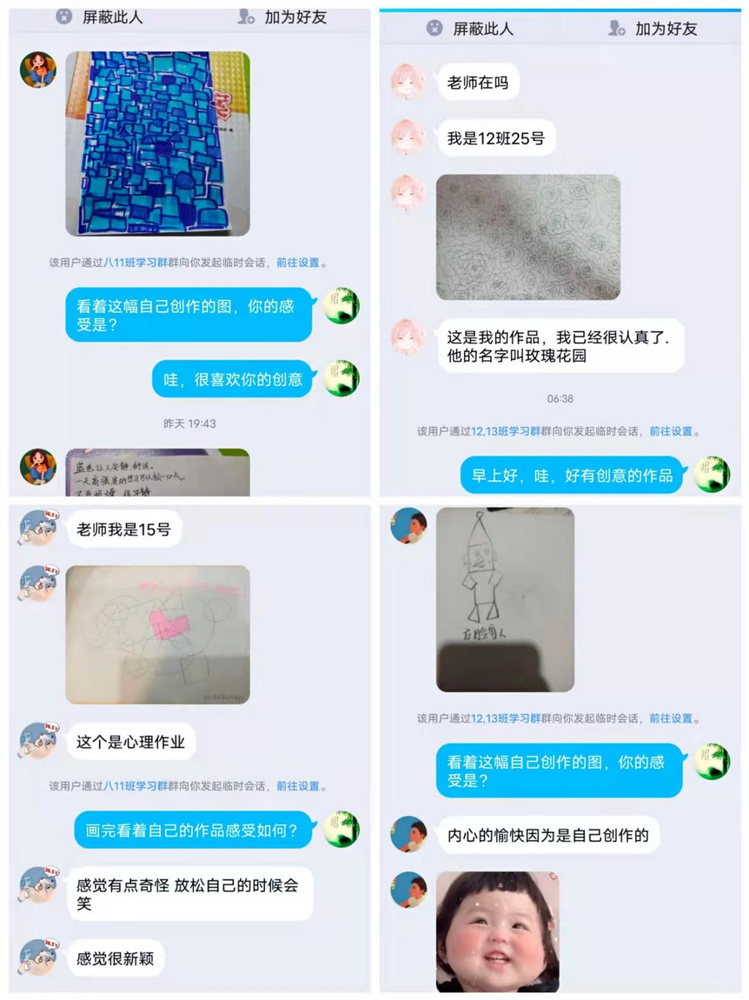 屏蔽此人
加为好友
该用户通过八11班学习群群向你发起临时会话，前往设置。
看着这幅自己创作的图，你的感
受是？
哇，很喜欢你的创意
昨天 19:43
蓝色让人安静.舒适。
一天高强度的学习可以松一口气。
不再烦燥 很平静
屏蔽此人
加为好友
老师在吗
我是12班25号
这是我的作品，我已经很认真了.
他的名字叫玫瑰花园
06:38
该用户通过12,13班学习群群向你发起临时会话，前往设置。
早上好，哇，好有创意的作品
老师我是15号
这个是心理作业
该用户通过八11班学习群群向你发起临时会话，前往设置。
画完看着自己的作品感受如何？
感觉有点奇怪 放松自己的时候会
笑
感觉很新颖
方脸雪人
该用户通过12,13班学习群群向你发起临时会话，前往设置。
看着这幅自己创作的图，你的感
受是？
内心的愉快因为是自己创作的